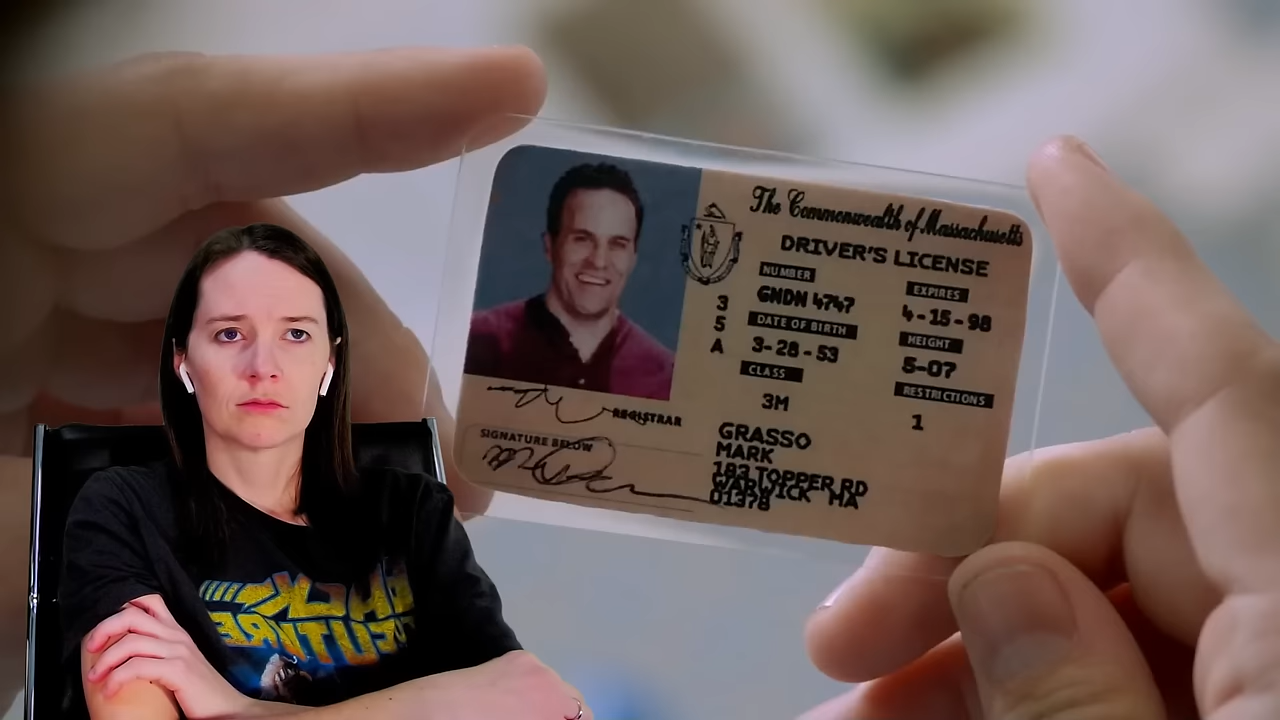 The Commonwealth of Massachusetts
DRIVER'S LICENSE
NUMBER
GNDN 4747
EXPIRES
4-15-98
3
5
A
DATE OF BIRTH
3-28-53
HEIGHT
5-07
CLASS
3M
RESTRICTIONS
1
REGISTRAR
SIGNATURE BELOW
GRASSO
MARK
183 TOPPER RD
WARWICK MA
01378
BACK
FUTURE